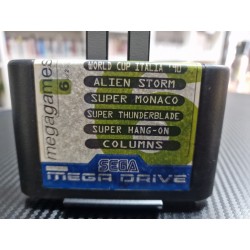 megagames
6
WORLD CUP ITALIA '90
ALIEN STORM
SUPER MONACO
SUPER THUNDERBLADE
SUPER HANG-ON
COLUMNS
SEGA
MEGA DRIVE